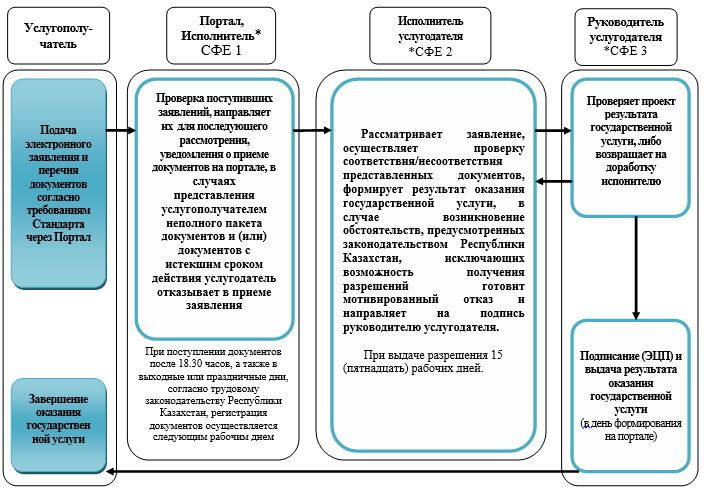 Услугополу-
чатель
Портал,
Исполнитель*
СФЕ 1
Исполнитель
услугодателя
*СФЕ 2
Руководитель
услугодателя
*СФЕ 3
Подача
электронного
заявления и
перечня
документов
согласно
требованиям
Стандарта
через Портал
Проверка поступивших
заявлений, направляет
их для последующего
рассмотрения,
уведомления о приеме
документов на портале, в
случаях
представления
услугополучателем
неполного пакета
документов и (или)
документов с
истекшим сроком
действия услугодатель
отказывает в приеме
заявления
При поступлении документов
после 18.30 часов, а также в
выходные или праздничные дни,
согласно трудовому
законодательству Республики
Казахстан, регистрация
документов осуществляется
следующим рабочим днем
Рассматривает заявление,
осуществляет проверку
соответствия/несоответствия
представленных документов,
формирует результат оказания
государственной услуги, в
случае возникновение
обстоятельств, предусмотренных
законодательством Республики
Казахстан, исключающих
возможность получения
разрешений готовит
мотивированный отказ и
направляет на подпись
руководителю услугодателя.
При выдаче разрешения 15
(пятнадцать) рабочих дней.
Проверяет проект
результата
государственной
услуги, либо
возвращает на
доработку
испонителю
Подписание (ЭЦП) и
выдача результата
оказания
государственной
услуги
(в день формирования
на портале)
Завершение
оказания
государствен
ной услуги